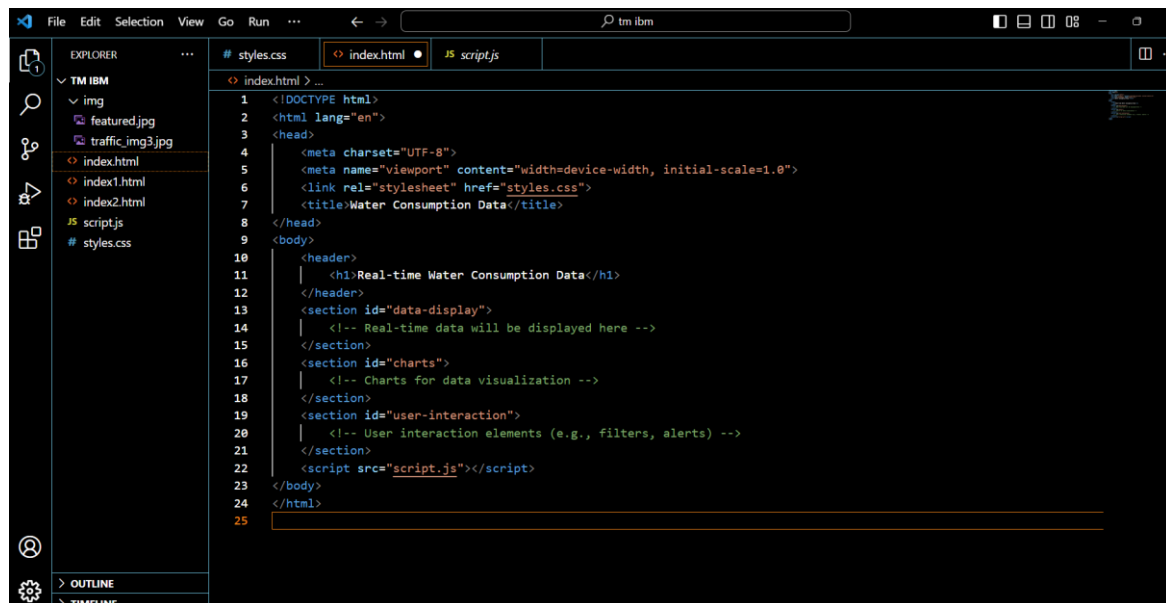 File Edit Selection View Go Run ... tm ibm
EXPLORER ...
TM IBM
img
featured.jpg
traffic_img3.jpg
index.html
index1.html
index2.html
JS script.js
# styles.css
OUTLINE
TIMELINE
1
# styles.css <> index.html ● JS script.js
<> index.html > ...
1 <!DOCTYPE html>
2 <html lang="en">
3 <head>
4 <meta charset="UTF-8">
5 <meta name="viewport" content="width=device-width, initial-scale=1.0">
6 <link rel="stylesheet" href="styles.css">
7 <title>Water Consumption Data</title>
8 </head>
9 <body>
10 <header>
11 <h1>Real-time Water Consumption Data</h1>
12 </header>
13 <section id="data-display">
14 <!-- Real-time data will be displayed here -->
15 </section>
16 <section id="charts">
17 <!-- Charts for data visualization -->
18 </section>
19 <section id="user-interaction">
20 <!-- User interaction elements (e.g., filters, alerts) -->
21 </section>
22 <script src="script.js"></script>
23 </body>
24 </html>
25